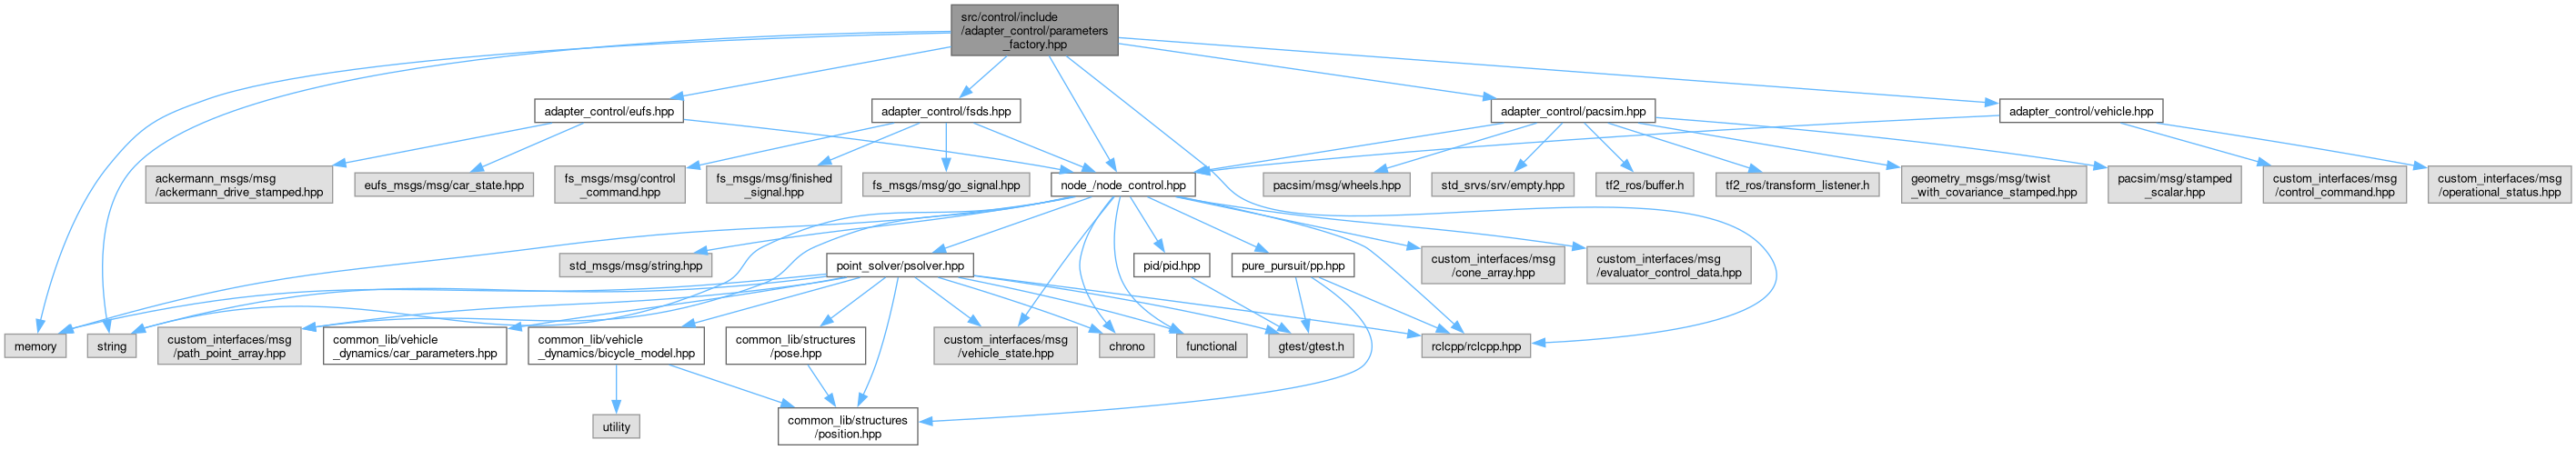 src/control/include
/adapter_control/parameters
_factory.hpp
adapter_control/eufs.hpp
adapter_control/fsds.hpp
adapter_control/pacsim.hpp
adapter_control/vehicle.hpp
ackermann_msgs/msg
/ackermann_drive_stamped.hpp
eufs_msgs/msg/car_state.hpp
fs_msgs/msg/control
_command.hpp
fs_msgs/msg/finished
_signal.hpp
fs_msgs/msg/go_signal.hpp
node_/node_control.hpp
pacsim/msg/wheels.hpp
std_srvs/srv/empty.hpp
tf2_ros/buffer.h
tf2_ros/transform_listener.h
geometry_msgs/msg/twist
_with_covariance_stamped.hpp
pacsim/msg/stamped
_scalar.hpp
custom_interfaces/msg
/control_command.hpp
custom_interfaces/msg
/operational_status.hpp
std_msgs/msg/string.hpp
point_solver/psolver.hpp
pid/pid.hpp
pure_pursuit/pp.hpp
custom_interfaces/msg
/cone_array.hpp
custom_interfaces/msg
/evaluator_control_data.hpp
memory
string
custom_interfaces/msg
/path_point_array.hpp
common_lib/vehicle
_dynamics/car_parameters.hpp
common_lib/vehicle
_dynamics/bicycle_model.hpp
common_lib/structures
/pose.hpp
custom_interfaces/msg
/vehicle_state.hpp
chrono
functional
gtest/gtest.h
rclcpp/rclcpp.hpp
utility
common_lib/structures
/position.hpp